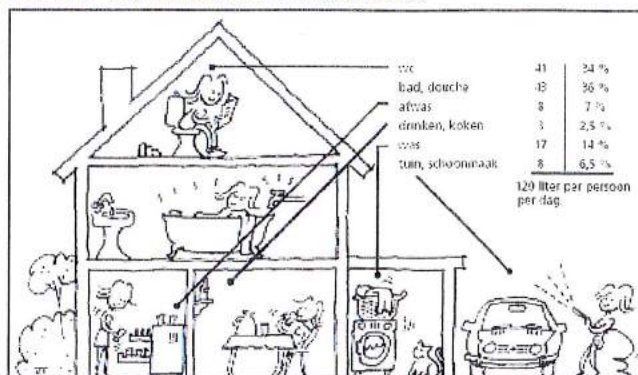 wc 41 34 %
bad, douche 43 36 %
afwas 8 7 %
drinken, koken 3 2,5 %
was 17 14 %
tuin, schoonmaak 8 6,5 %
120 liter per persoon
per dag.